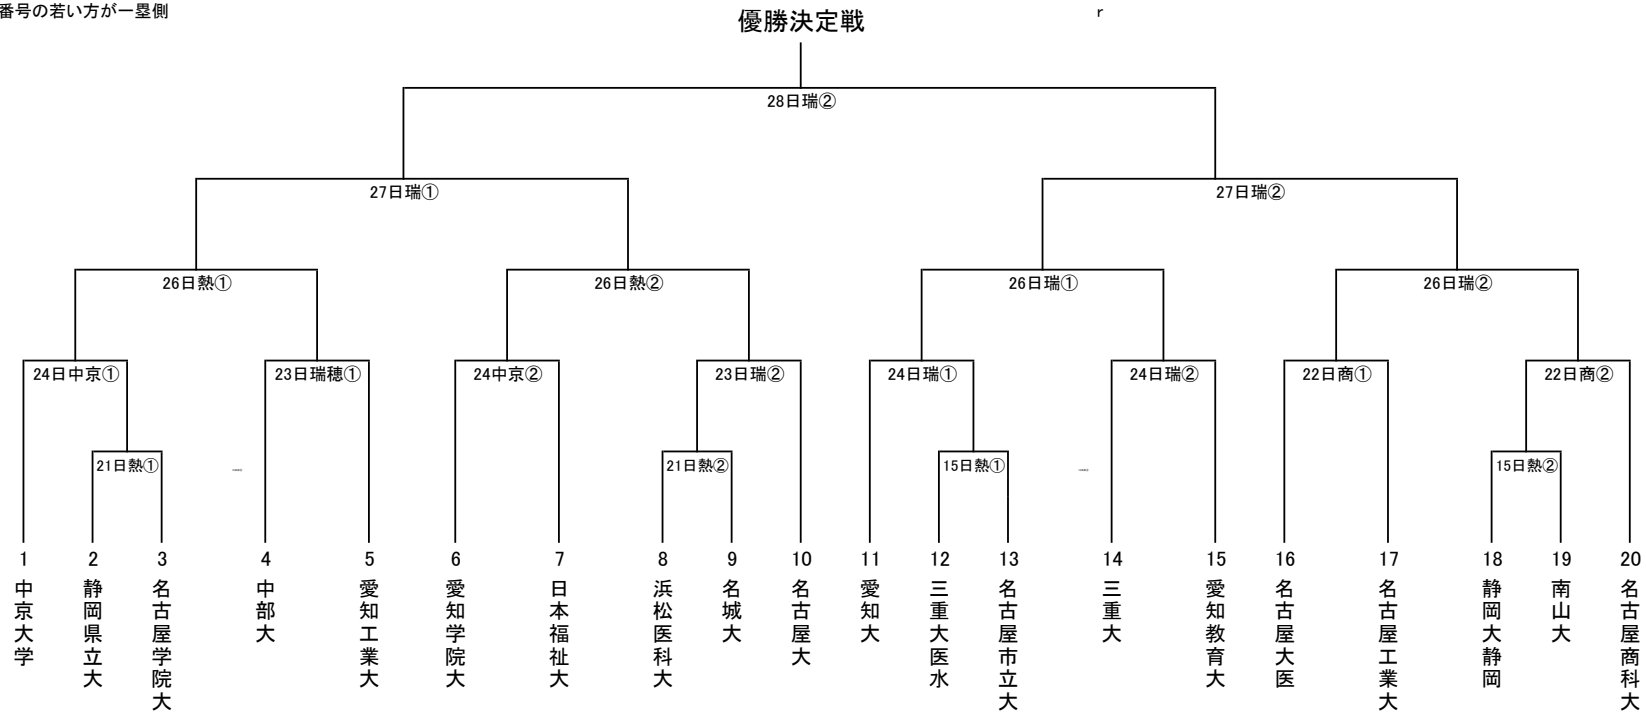 番号の若い方が一塁側
優勝決定戦
r
28日瑞②
27日瑞①
27日瑞②
26日熱①
26日熱②
26日瑞①
26日瑞②
24日中京①
23日瑞穂①
24中京②
23日瑞②
24日瑞①
24日瑞②
22日商①
22日商②
21日熱①
21日熱②
15日熱①
15日熱②
1
2
3
4
5
6
7
8
9
10
11
12
13
14
15
16
17
18
19
20
中京大学
静岡県立大
名古屋学院大
中部大
愛知工業大
愛知学院大
日本福祉大
浜松医科大
名城大
名古屋大
愛知大
三重大医水
名古屋市立大
三重大
愛知教育大
名古屋大医
名古屋工業大
静岡大静岡
南山大
名古屋商科大